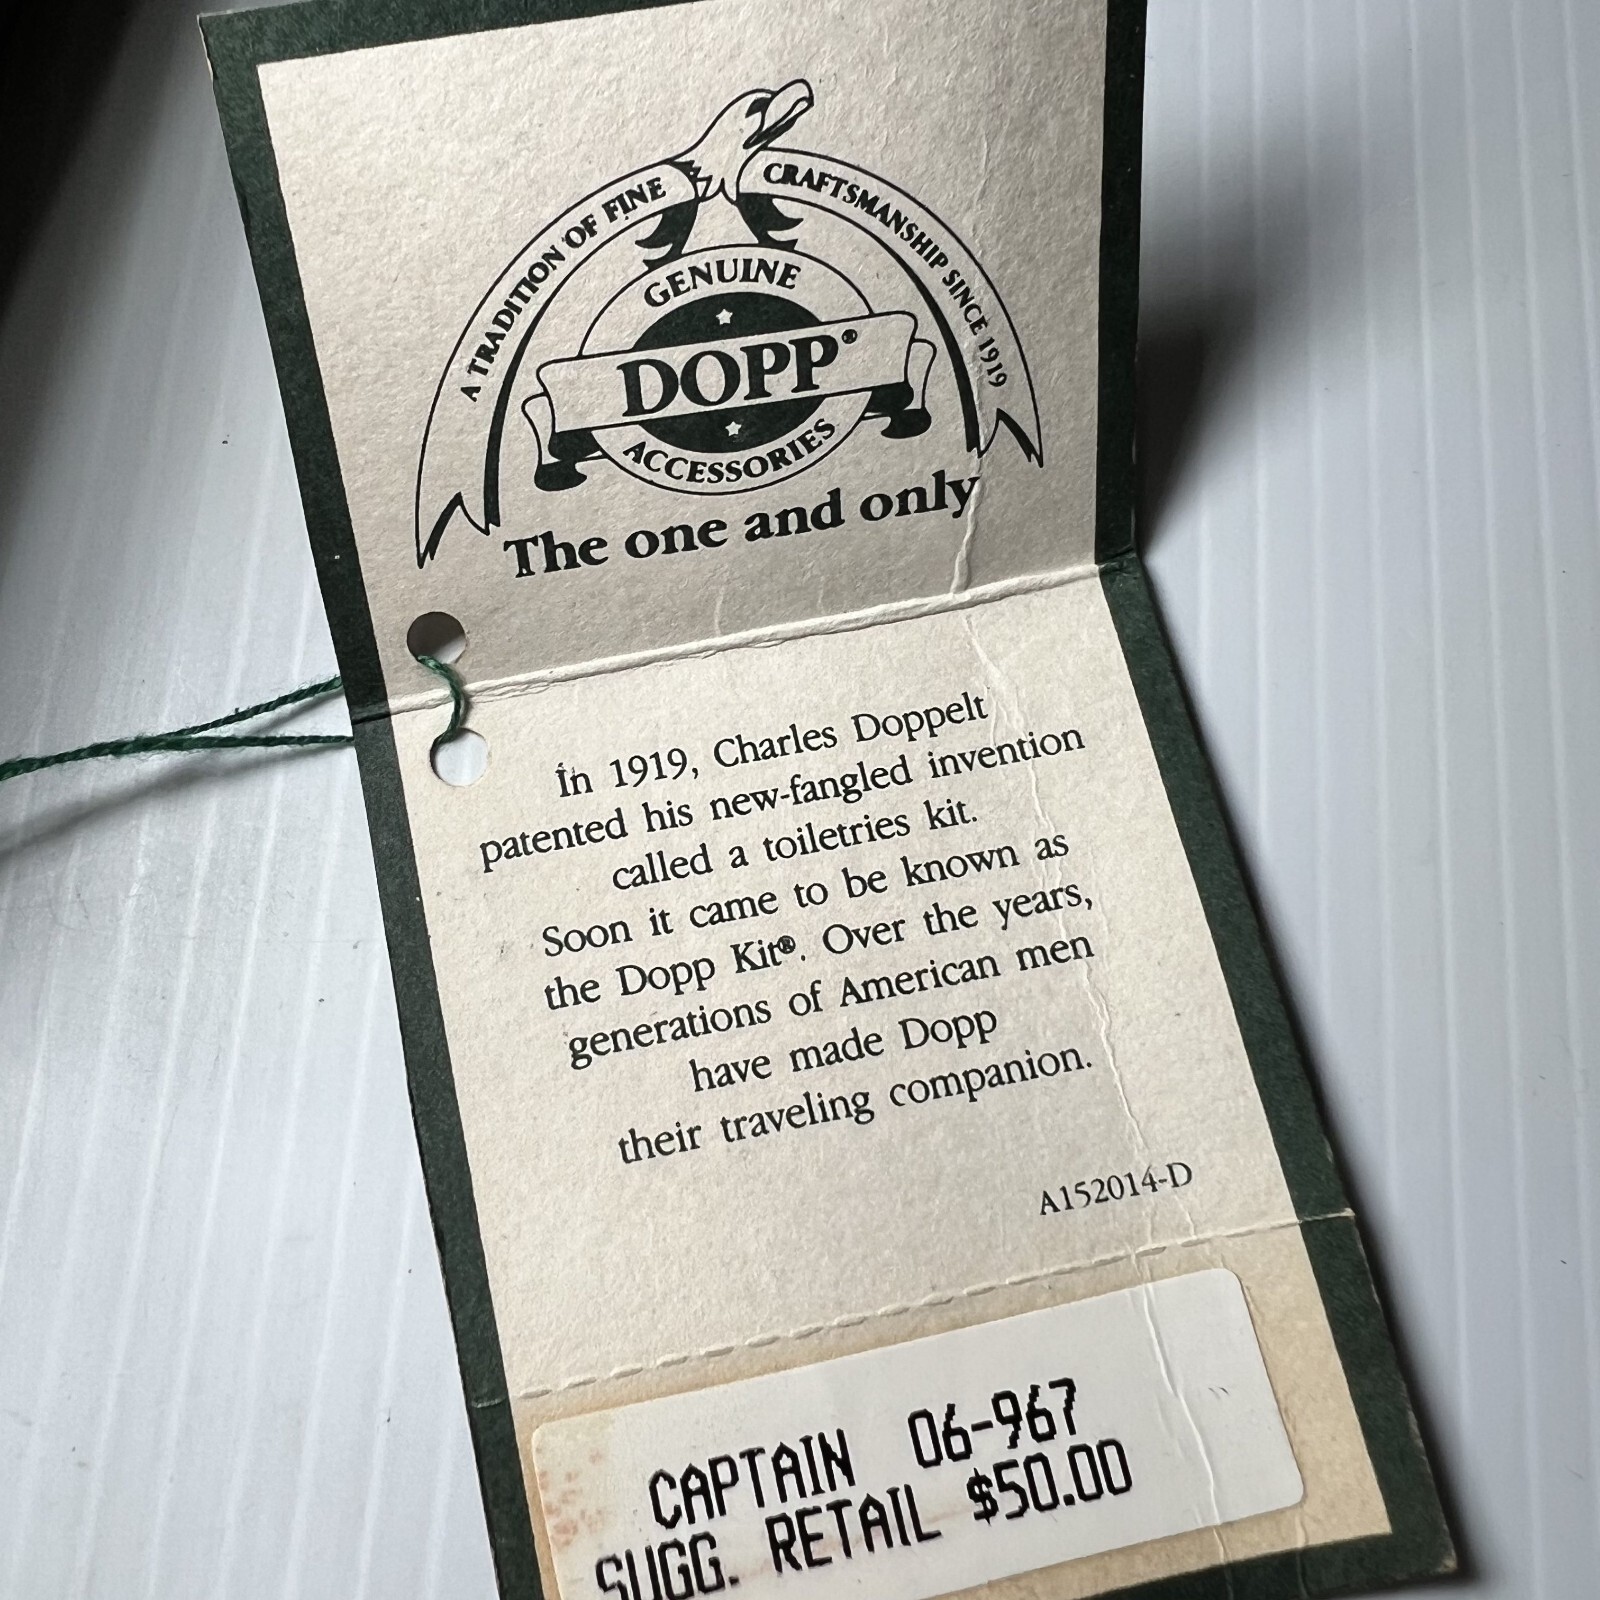 A TRADITION OF FINE CRAFTSMANSHIP SINCE 1919
GENUINE
DOPP®
ACCESSORIES
The one and only
In 1919, Charles Doppelt
patented his new-fangled invention
called a toiletries kit.
Soon it came to be known as
the Dopp Kit®. Over the years,
generations of American men
have made Dopp
their traveling companion.
A152014-D
CAPTAIN 06-967
SUGG. RETAIL $50.00